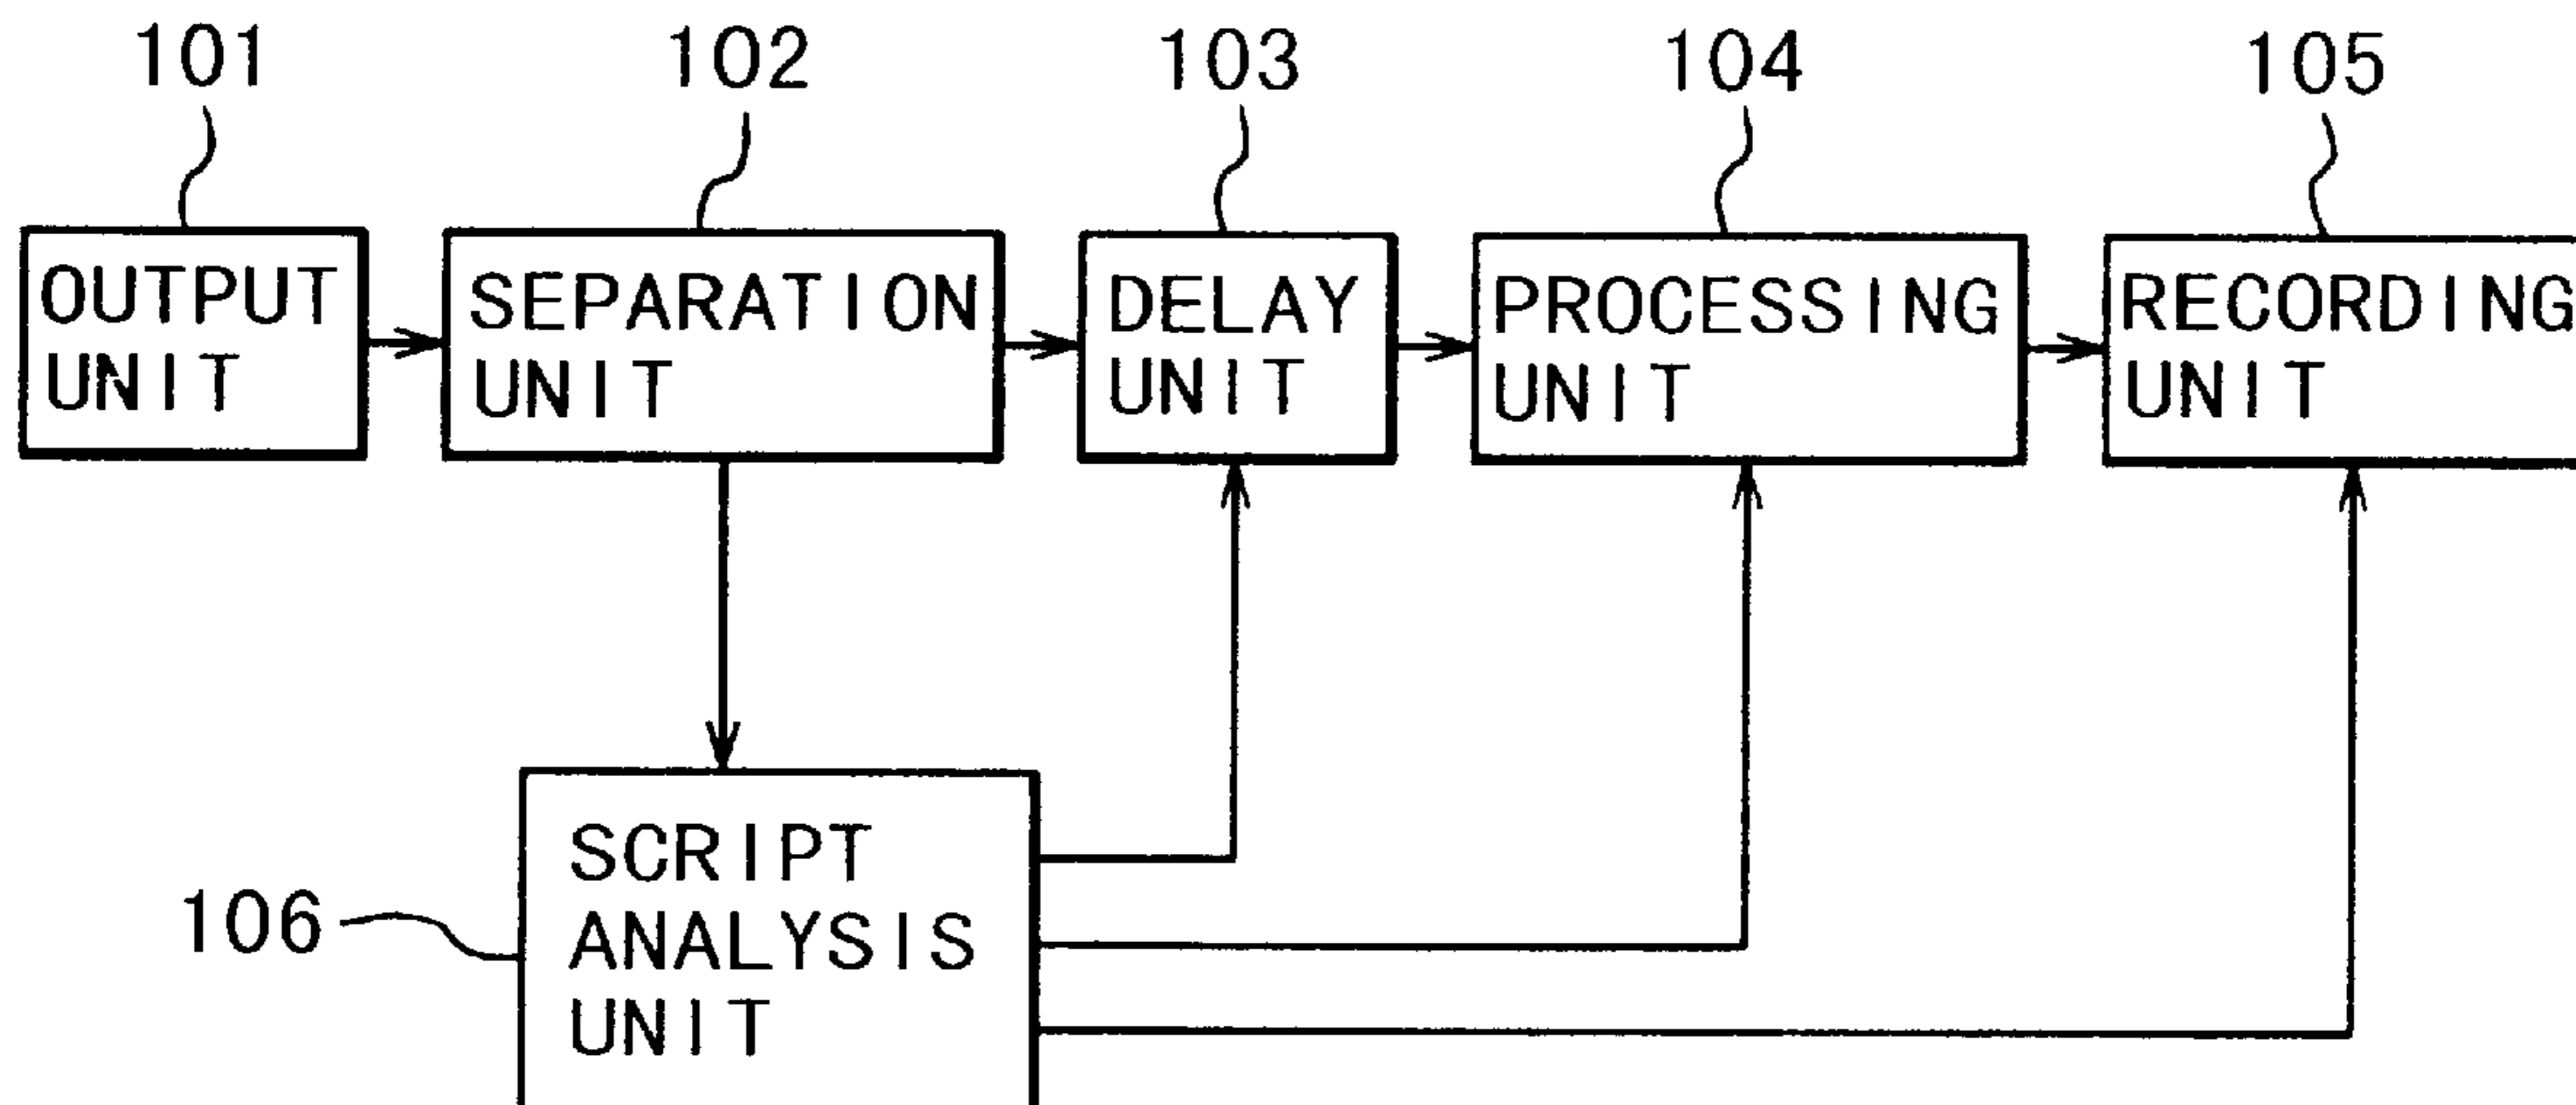 101
102
103
104
105
OUTPUT
UNIT
SEPARATION
UNIT
DELAY
UNIT
PROCESSING
UNIT
RECORDING
UNIT
106
SCRIPT
ANALYSIS
UNIT